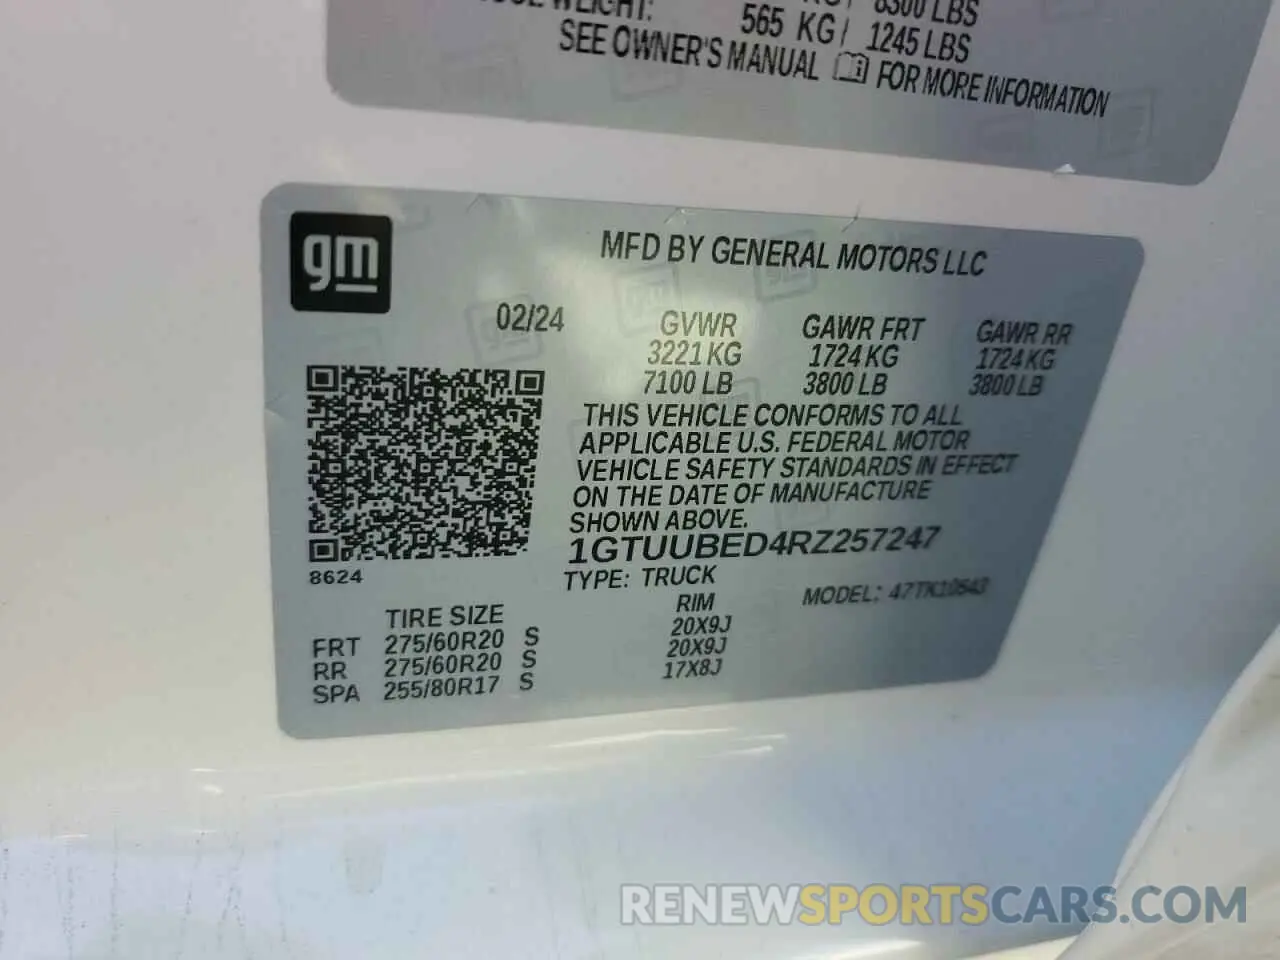 8300 LBS
565 KG / 1245 LBS
SEE OWNER'S MANUAL FOR MORE INFORMATION
gm
MFD BY GENERAL MOTORS LLC
02/24 GVWR GAWR FRT GAWR RR
3221 KG 1724 KG 1724 KG
7100 LB 3800 LB 3800 LB
THIS VEHICLE CONFORMS TO ALL
APPLICABLE U.S. FEDERAL MOTOR
VEHICLE SAFETY STANDARDS IN EFFECT
ON THE DATE OF MANUFACTURE
SHOWN ABOVE.
1GTUUBED4RZ257247
8624
TYPE: TRUCK MODEL: 47TK10543
TIRE SIZE RIM
FRT 275/60R20 S 20X9J
RR 275/60R20 S 20X9J
SPA 255/80R17 S 17X8J
RENEWSPORTSCARS.COM